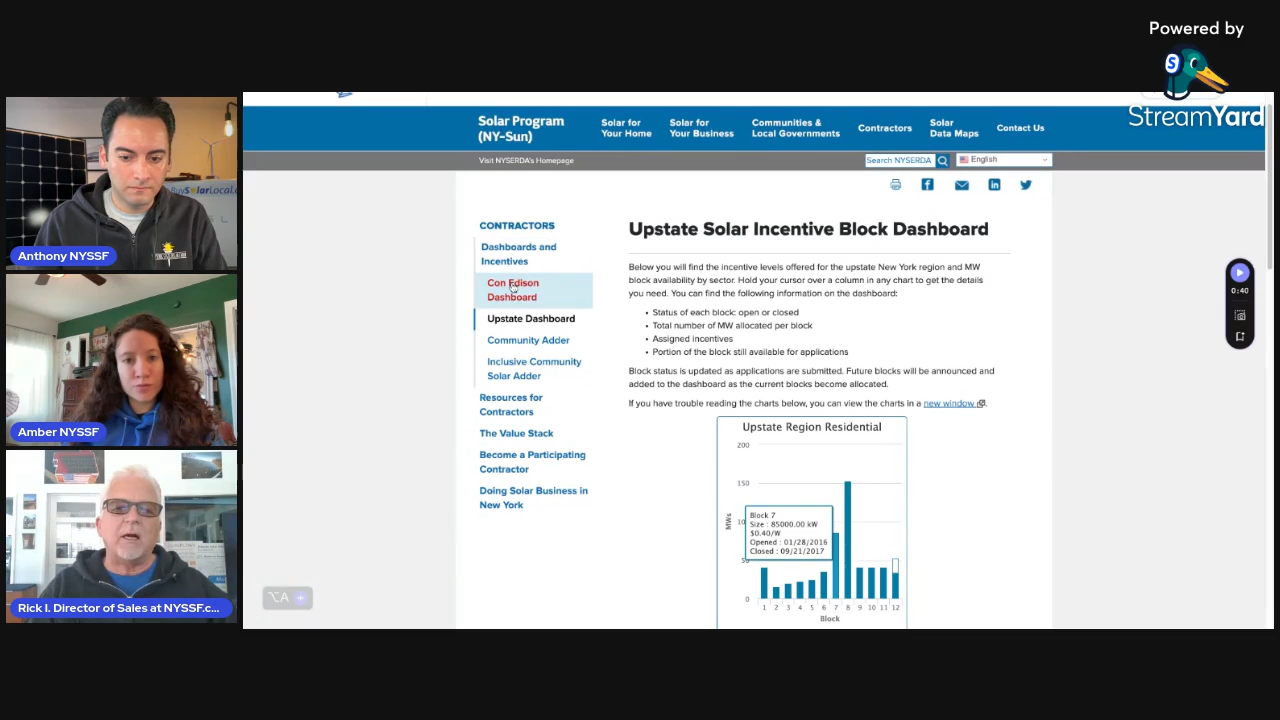 Powered by
StreamYard
BuySolarLocal.c
Anthony NYSSF
Amber NYSSF
Rick I. Director of Sales at NYSSF.c...
Solar Program
(NY-Sun)
Solar for
Your Home
Solar for
Your Business
Communities &
Local Governments
Contractors
Solar
Data Maps
Contact Us
Visit NYSERDA's Homepage
Search NYSERDA
English
CONTRACTORS
Dashboards and
Incentives
Con Edison
Dashboard
Upstate Dashboard
Community Adder
Inclusive Community
Solar Adder
Resources for
Contractors
The Value Stack
Become a Participating
Contractor
Doing Solar Business in
New York
Upstate Solar Incentive Block Dashboard
Below you will find the incentive levels offered for the upstate New York region and MW
block availability by sector. Hold your cursor over a column in any chart to get the details
you need. You can find the following information on the dashboard:
• Status of each block: open or closed
• Total number of MW allocated per block
• Assigned incentives
• Portion of the block still available for applications
Block status is updated as applications are submitted. Future blocks will be announced and
added to the dashboard as the current blocks become allocated.
If you have trouble reading the charts below, you can view the charts in a new window.
Upstate Region Residential
200
150
MWs
Block 7
Size : 85000.00 kW
$0.40/W
Opened : 01/28/2016
Closed : 09/21/2017
0
1 2 3 4 5 6 7 8 9 10 11 12
Block
0:40
⌥A